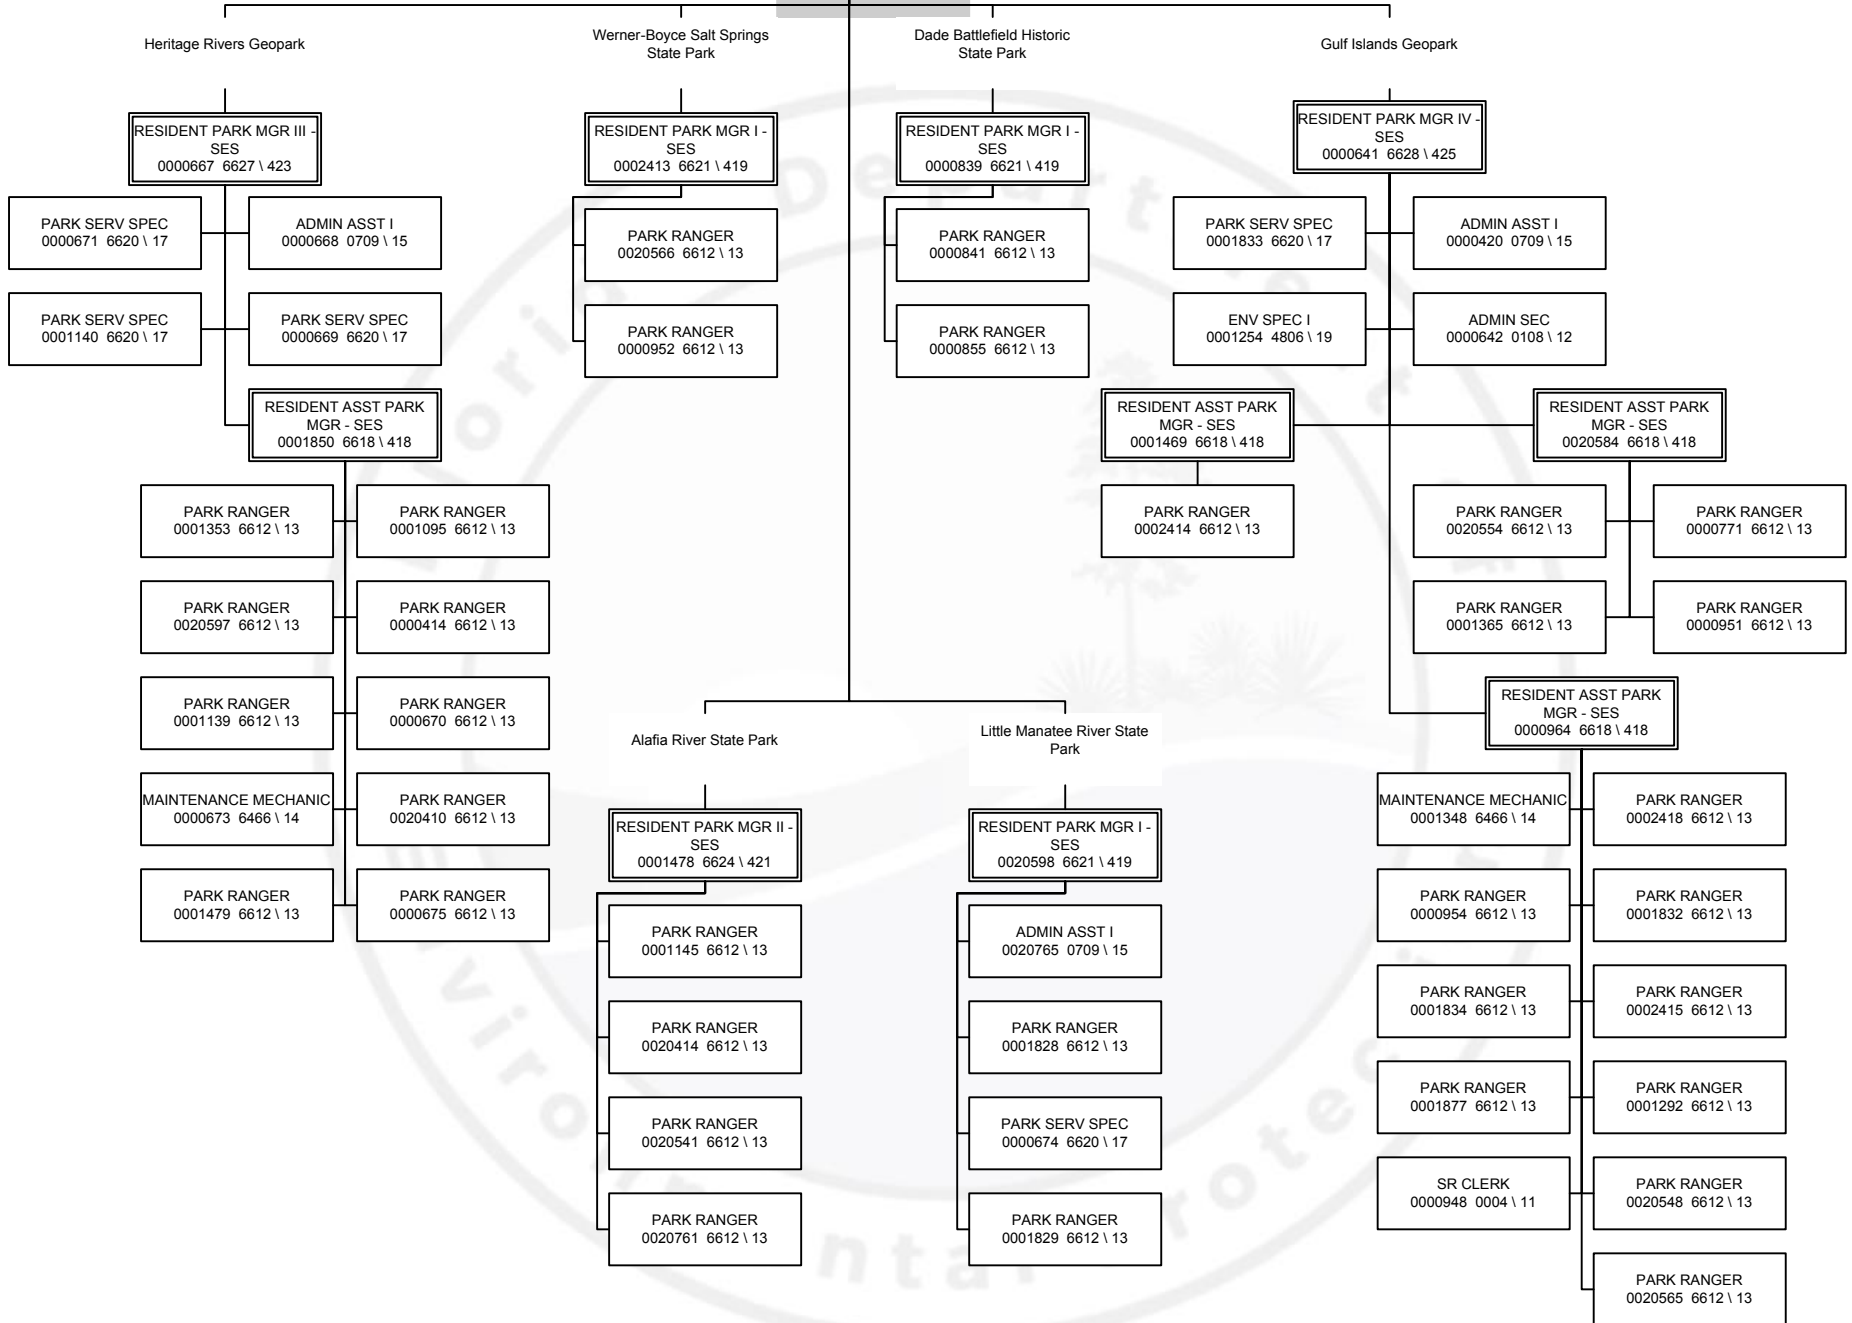 Heritage Rivers Geopark
RESIDENT PARK MGR III -
SES
0000667 6627 \ 423
PARK SERV SPEC
0000671 6620 \ 17
ADMIN ASST I
0000668 0709 \ 15
PARK SERV SPEC
0001140 6620 \ 17
PARK SERV SPEC
0000669 6620 \ 17
RESIDENT ASST PARK
MGR - SES
0001850 6618 \ 418
PARK RANGER
0001353 6612 \ 13
PARK RANGER
0001095 6612 \ 13
PARK RANGER
0020597 6612 \ 13
PARK RANGER
0000414 6612 \ 13
PARK RANGER
0001139 6612 \ 13
PARK RANGER
0000670 6612 \ 13
MAINTENANCE MECHANIC
0000673 6466 \ 14
PARK RANGER
0020410 6612 \ 13
PARK RANGER
0001479 6612 \ 13
PARK RANGER
0000675 6612 \ 13
Werner-Boyce Salt Springs
State Park
RESIDENT PARK MGR I -
SES
0002413 6621 \ 419
PARK RANGER
0020566 6612 \ 13
PARK RANGER
0000952 6612 \ 13
Dade Battlefield Historic
State Park
RESIDENT PARK MGR I -
SES
0000839 6621 \ 419
PARK RANGER
0000841 6612 \ 13
PARK RANGER
0000855 6612 \ 13
Alafia River State Park
RESIDENT PARK MGR II -
SES
0001478 6624 \ 421
PARK RANGER
0001145 6612 \ 13
PARK RANGER
0020414 6612 \ 13
PARK RANGER
0020541 6612 \ 13
PARK RANGER
0020761 6612 \ 13
Little Manatee River State
Park
RESIDENT PARK MGR I -
SES
0020598 6621 \ 419
ADMIN ASST I
0020765 0709 \ 15
PARK RANGER
0001828 6612 \ 13
PARK SERV SPEC
0000674 6620 \ 17
PARK RANGER
0001829 6612 \ 13
Gulf Islands Geopark
RESIDENT PARK MGR IV -
SES
0000641 6628 \ 425
PARK SERV SPEC
0001833 6620 \ 17
ADMIN ASST I
0000420 0709 \ 15
ENV SPEC I
0001254 4806 \ 19
ADMIN SEC
0000642 0108 \ 12
RESIDENT ASST PARK
MGR - SES
0001469 6618 \ 418
PARK RANGER
0002414 6612 \ 13
RESIDENT ASST PARK
MGR - SES
0020584 6618 \ 418
PARK RANGER
0020554 6612 \ 13
PARK RANGER
0000771 6612 \ 13
PARK RANGER
0001365 6612 \ 13
PARK RANGER
0000951 6612 \ 13
RESIDENT ASST PARK
MGR - SES
0000964 6618 \ 418
MAINTENANCE MECHANIC
0001348 6466 \ 14
PARK RANGER
0002418 6612 \ 13
PARK RANGER
0000954 6612 \ 13
PARK RANGER
0001832 6612 \ 13
PARK RANGER
0001834 6612 \ 13
PARK RANGER
0002415 6612 \ 13
PARK RANGER
0001877 6612 \ 13
PARK RANGER
0001292 6612 \ 13
SR CLERK
0000948 0004 \ 11
PARK RANGER
0020548 6612 \ 13
PARK RANGER
0020565 6612 \ 13